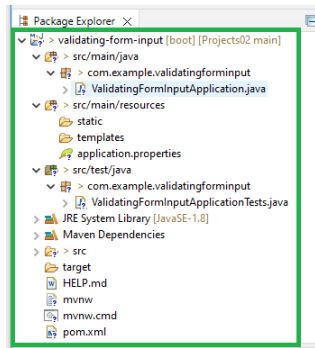 Package Explorer
> validating-form-input [boot] [Projects02 main]
> src/main/java
> com.example.validatingforminput
ValidatingFormInputApplication.java
> src/main/resources
static
templates
application.properties
> src/test/java
> com.example.validatingforminput
ValidatingFormInputApplicationTests.java
JRE System Library [JavaSE-1.8]
Maven Dependencies
> src
target
HELP.md
mvnw
mvnw.cmd
pom.xml